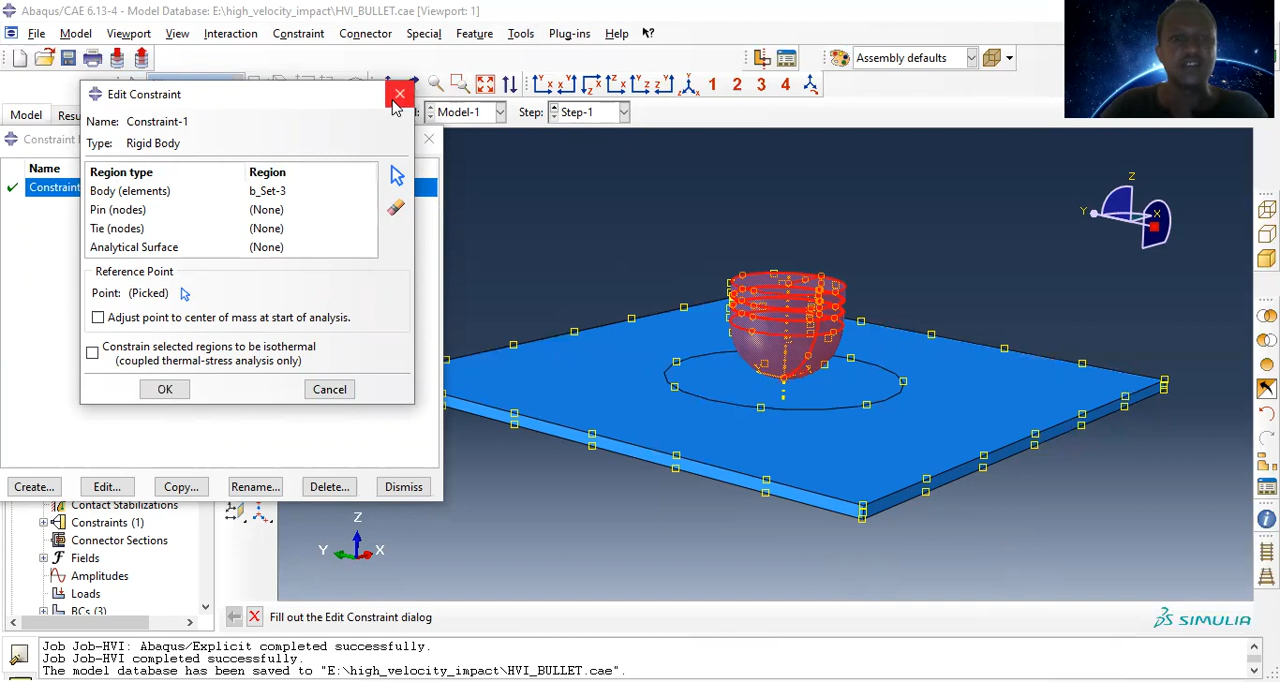 Abaqus/CAE 6.13-4 - Model Database: E:\high_velocity_impact\HVI_BULLET.cae [Viewport: 1]
File Model Viewport View Interaction Constraint Connector Special Feature Tools Plug-ins Help
Assembly defaults
1 2 3 4
Edit Constraint
Model
Model-1 Step: Step-1
Name: Constraint-1
Type: Rigid Body
Name
Constraint
Region type Region
Body (elements) b_Set-3
Pin (nodes) (None)
Tie (nodes) (None)
Analytical Surface (None)
Reference Point
Point: (Picked)
Adjust point to center of mass at start of analysis.
Constrain selected regions to be isothermal
(coupled thermal-stress analysis only)
OK Cancel
Create... Edit... Copy... Rename... Delete... Dismiss
Contact Stabilizations
Constraints (1)
Connector Sections
Fields
Amplitudes
Loads
BCs (3)
Z
Y
X
Z
Y
X
Fill out the Edit Constraint dialog
SIMULIA
Job Job-HVI: Abaqus/Explicit completed successfully.
Job Job-HVI completed successfully.
The model database has been saved to "E:\high_velocity_impact\HVI_BULLET.cae".